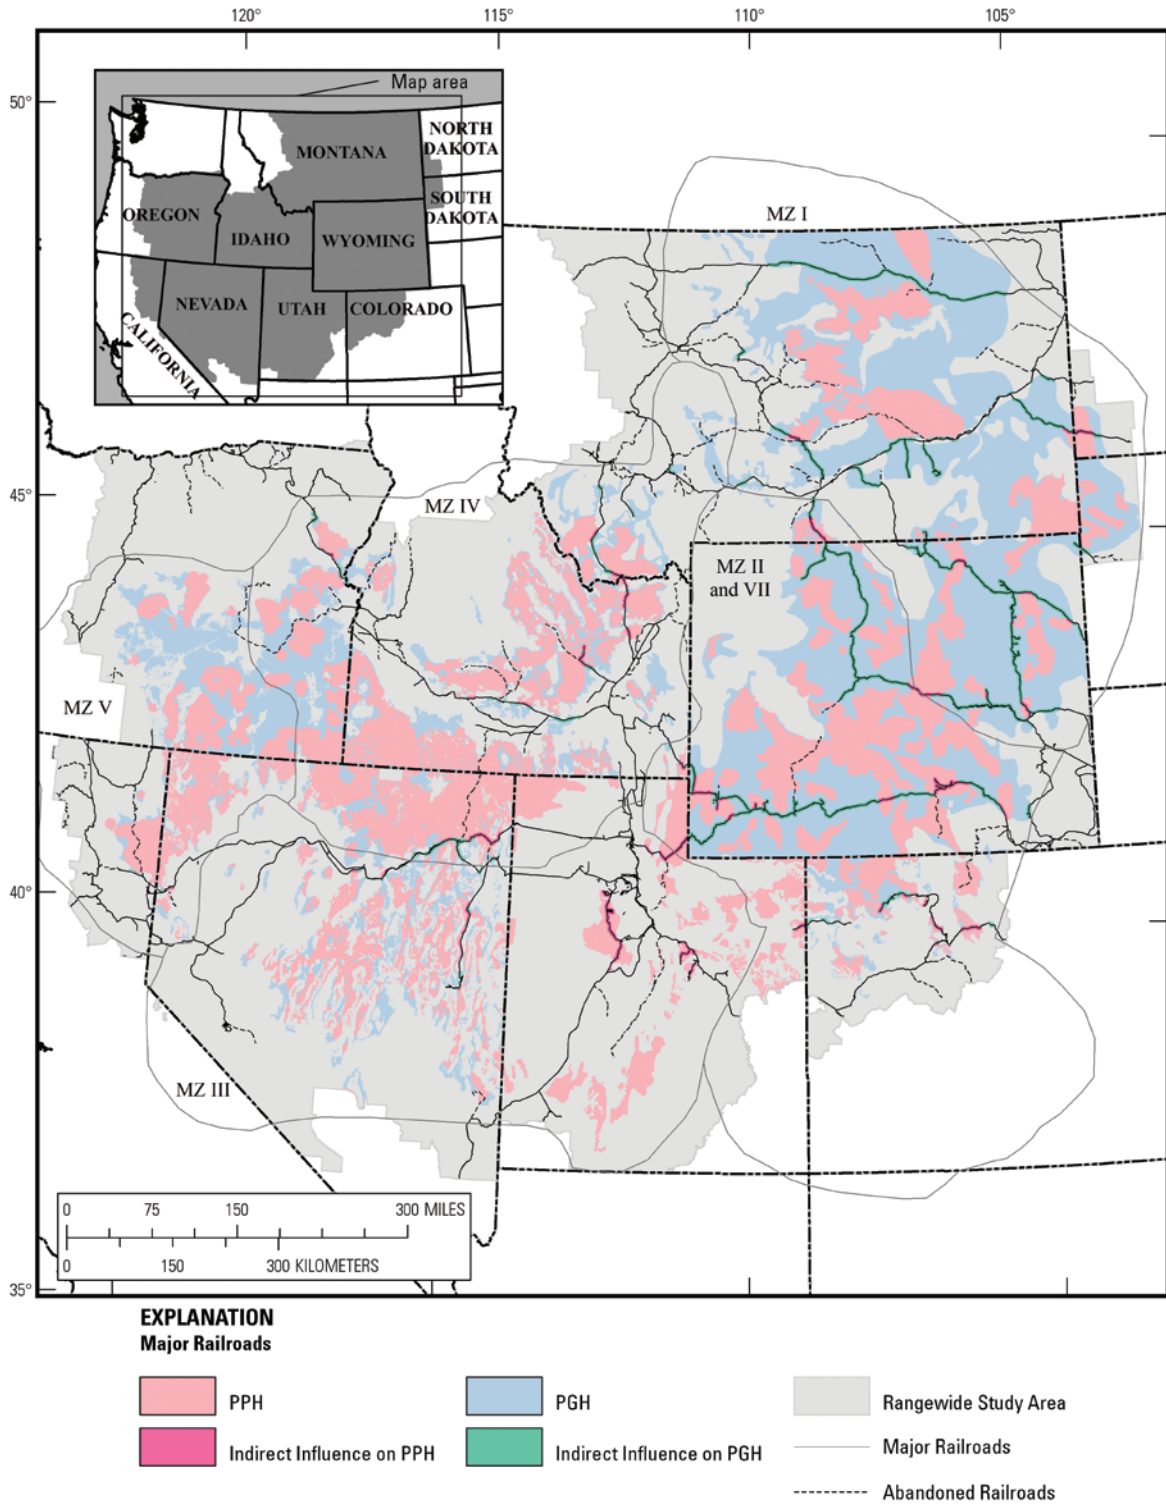 120°
115°
110°
105°
50°
45°
40°
35°
Map area
NORTH
DAKOTA
MONTANA
SOUTH
DAKOTA
OREGON
IDAHO
WYOMING
NEVADA
UTAH
COLORADO
CALIFORNIA
MZ I
MZ IV
MZ II
and VII
MZ V
MZ III
0 75 150 300 MILES
0 150 300 KILOMETERS
EXPLANATION
Major Railroads
PPH
PGH
Rangewide Study Area
Indirect Influence on PPH
Indirect Influence on PGH
Major Railroads
Abandoned Railroads